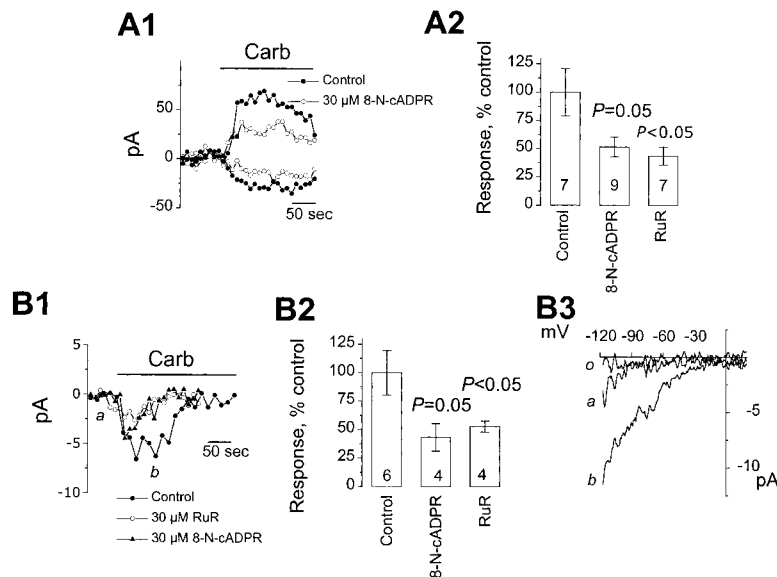 A1
Carb
Control
30 µM 8-N-cADPR
50
0
-50
pA
50 sec
A2
Response, % control
125
100
75
50
25
0
P=0.05
P<0.05
7
9
7
Control
8-N-cADPR
RuR
B1
Carb
0
-5
-10
pA
a
b
50 sec
Control
30 µM RuR
30 µM 8-N-cADPR
B2
Response, % control
125
100
75
50
25
0
P=0.05
P<0.05
6
4
4
Control
8-N-cADPR
RuR
B3
mV
-120 -90 -60 -30
o
a
b
-5
-10
pA